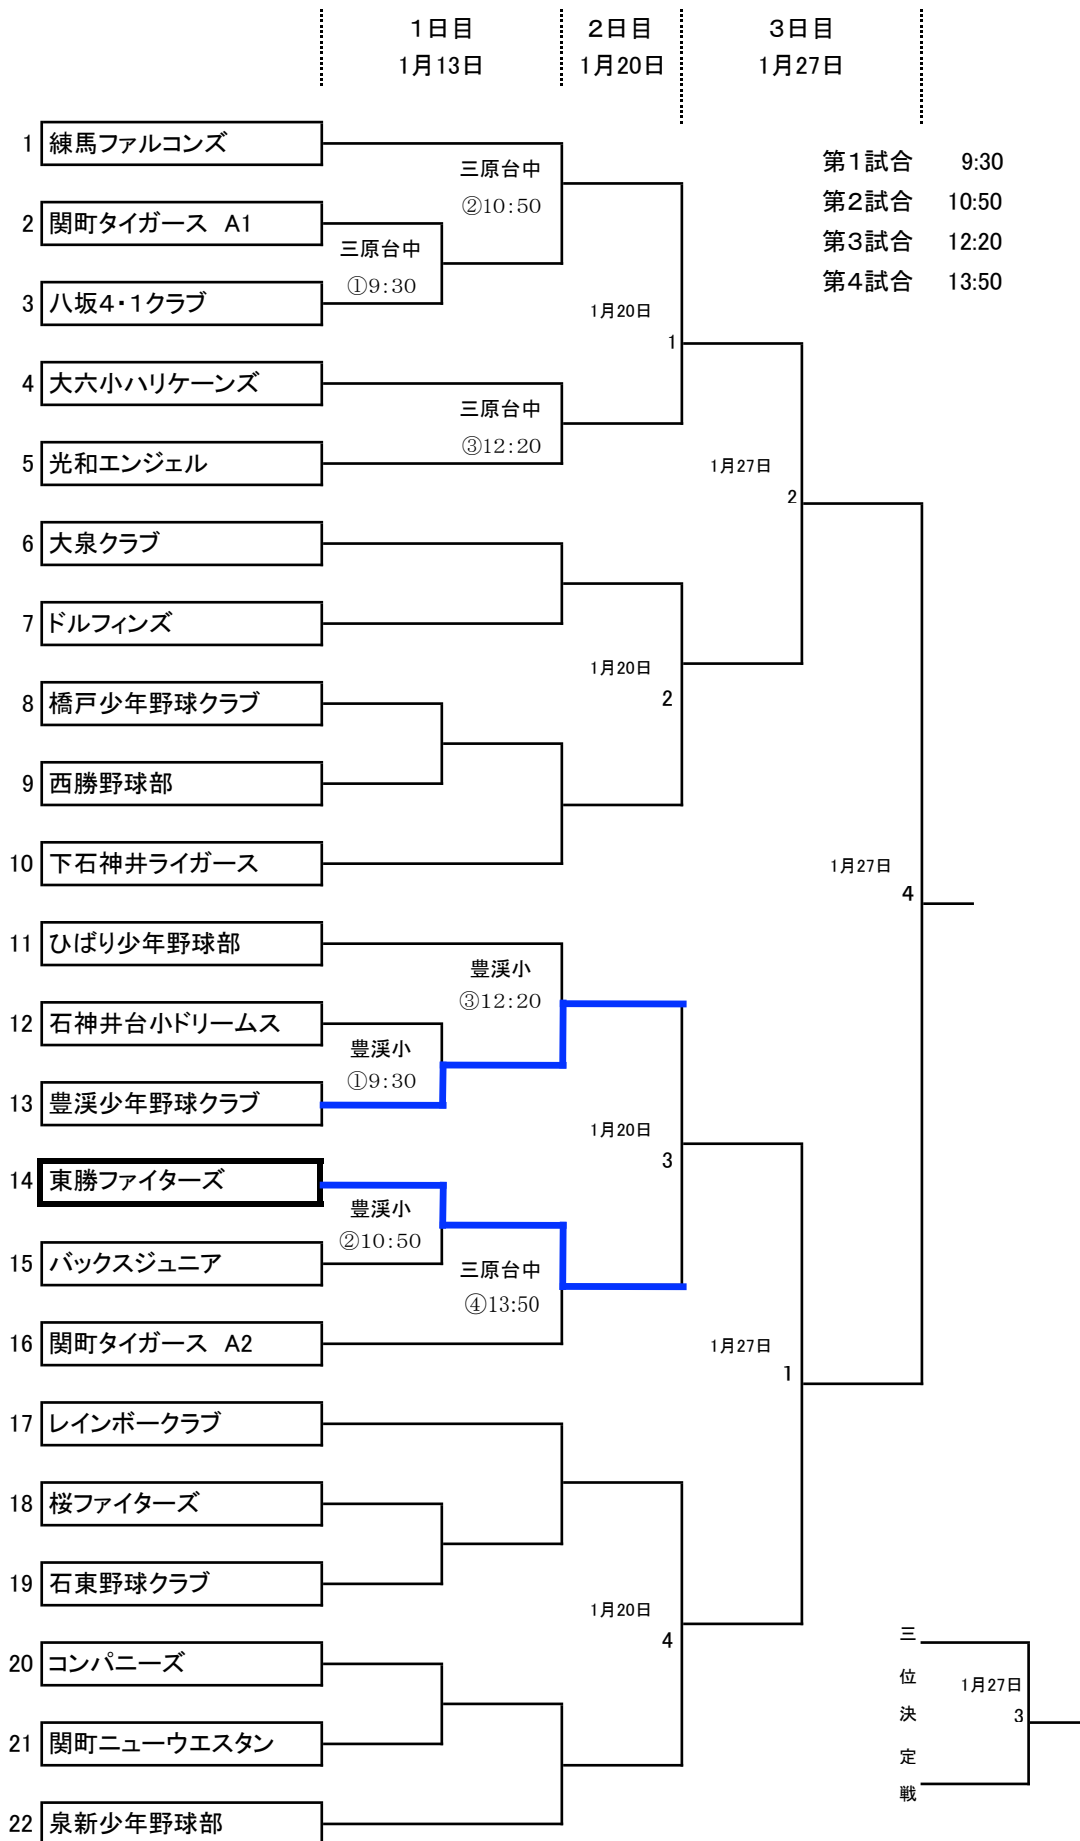 1日目
2日目
3日目
1月13日
1月20日
1月27日
第1試合 9:30
第2試合 10:50
第3試合 12:20
第4試合 13:50
1 練馬ファルコンズ
三原台中
②10:50
2 関町タイガース A1
三原台中
①9:30
3 八坂4・1クラブ
1月20日
1
4 大六小ハリケーンズ
三原台中
③12:20
5 光和エンジェル
1月27日
2
6 大泉クラブ
7 ドルフィンズ
1月20日
2
8 橋戸少年野球クラブ
9 西勝野球部
10 下石神井ライガース
1月27日
4
11 ひばり少年野球部
豊渓小
③12:20
12 石神井台小ドリームス
豊渓小
①9:30
13 豊渓少年野球クラブ
1月20日
3
14 東勝ファイターズ
豊渓小
②10:50
15 バックスジュニア
三原台中
④13:50
16 関町タイガース A2
1月27日
1
17 レインボークラブ
18 桜ファイターズ
19 石東野球クラブ
1月20日
4
20 コンパニーズ
21 関町ニューウエスタン
22 泉新少年野球部
三位決定戦
1月27日
3